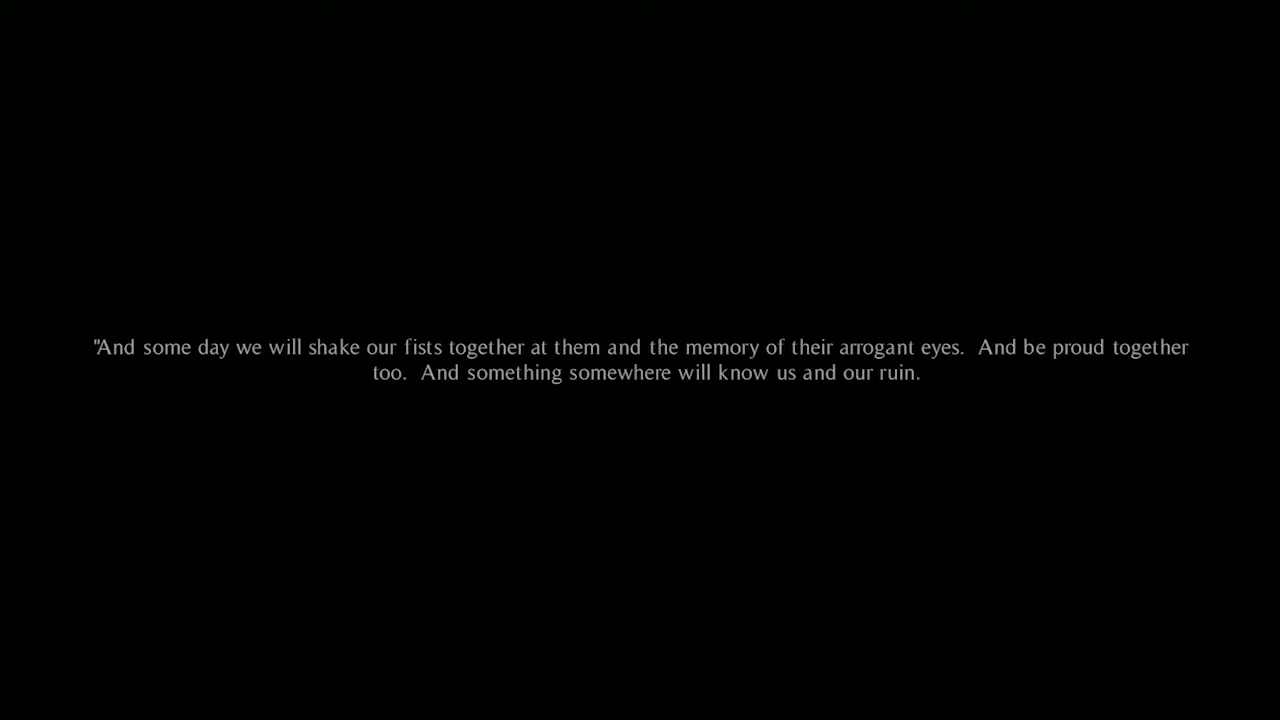 "And some day we will shake our fists together at them and the memory of their arrogant eyes.  And be proud together
too.  And something somewhere will know us and our ruin.